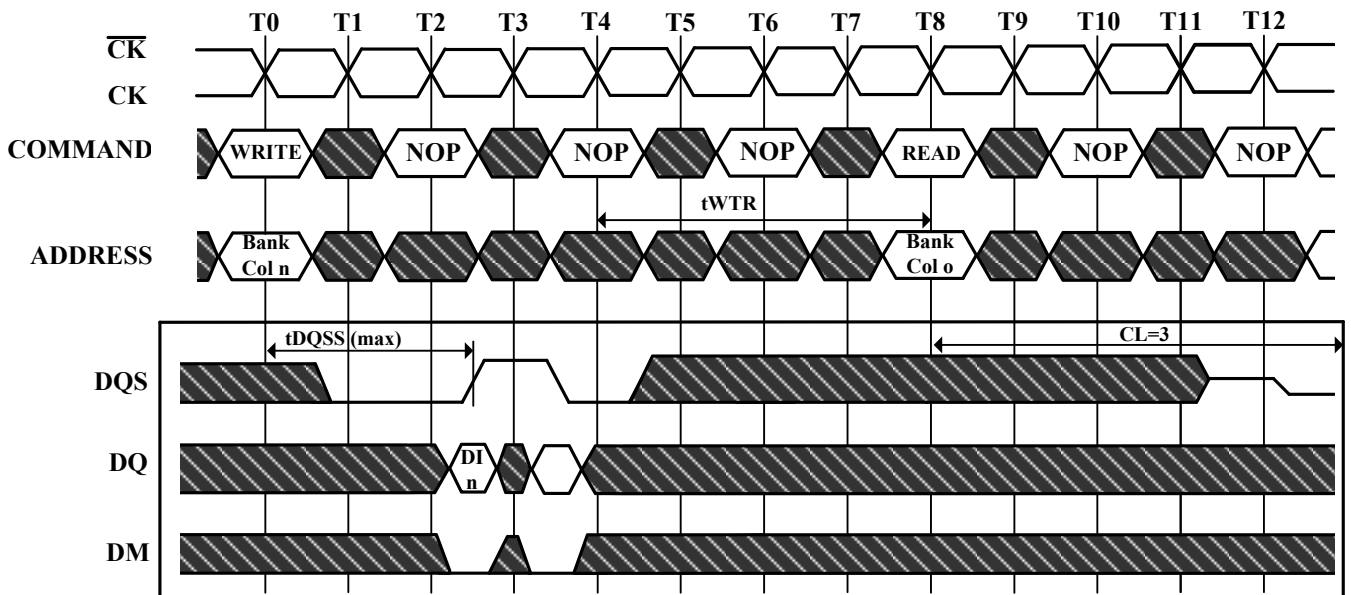 T0 T1 T2 T3 T4 T5 T6 T7 T8 T9 T10 T11 T12
CK
CK
COMMAND WRITE NOP NOP NOP READ NOP NOP
tWTR
ADDRESS Bank Col n Bank Col o
tDQSS (max) CL=3
DQS
DQ DI n
DM